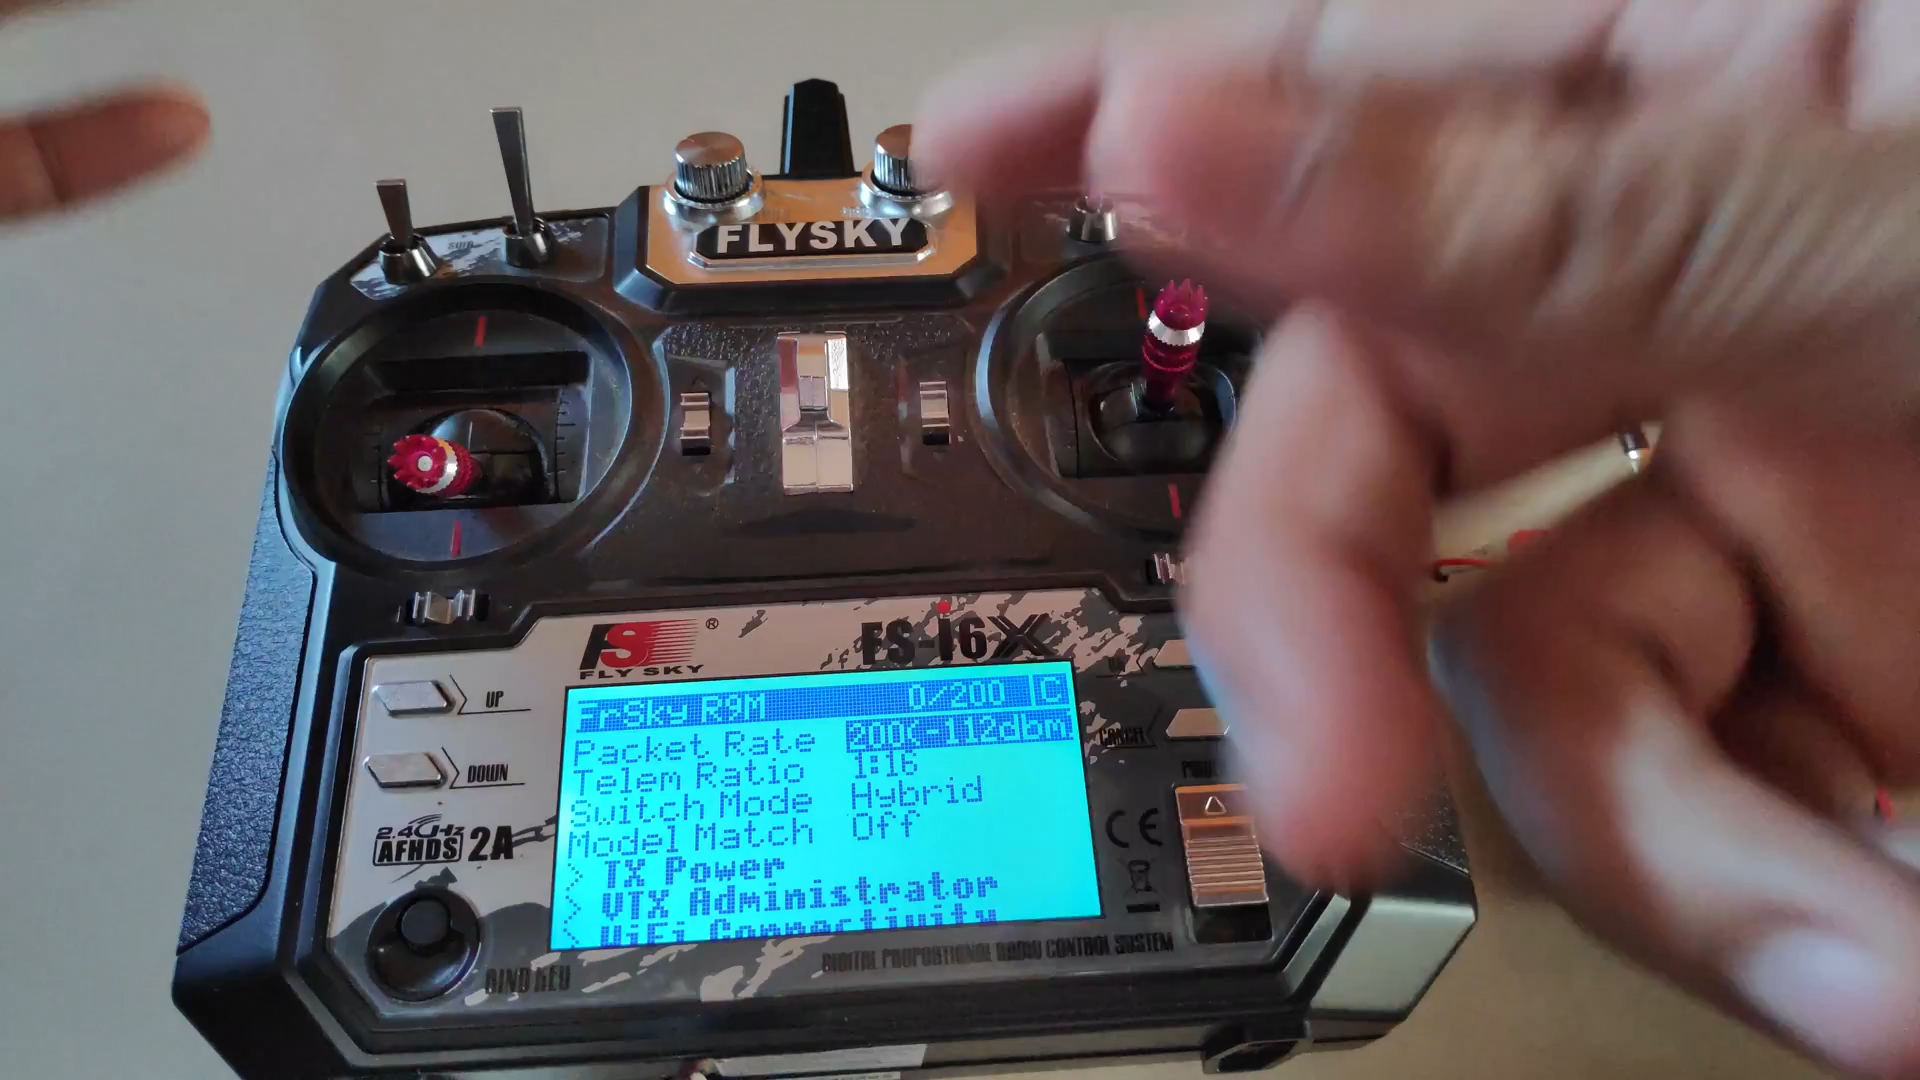 FLYSKY
FS ®
FLY SKY
FS-i6X
UP
DOWN
CANCEL
2.4GHz
AFHDS 2A
BIND KEY
FrSky R9M 0/200 C
Packet Rate
Telem Ratio 1:16
Switch Mode Hybrid
Model Match Off
> TX Power
> VTX Administrator
> WiFi Connectivity
CE
DIGITAL PROPORTIONAL RADIO CONTROL SYSTEM